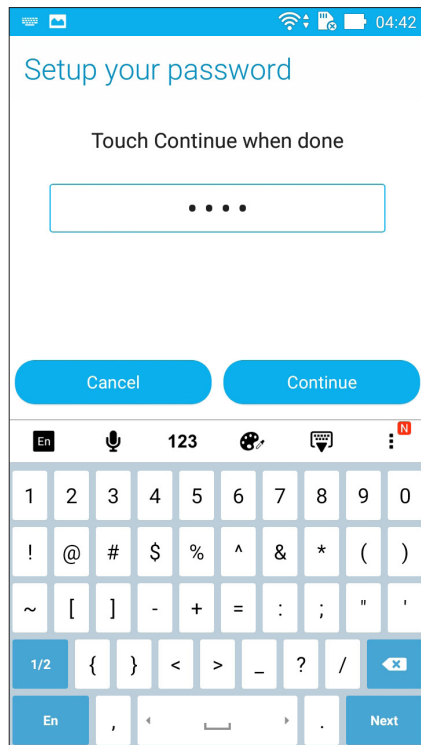 04:42
Setup your password
Touch Continue when done
••••
Cancel Continue
En 123 N
1 2 3 4 5 6 7 8 9 0
! @ # $ % ^ & * ( )
~ [ ] - + = : ; " '
1/2 { } < > _ ? /
En , . Next